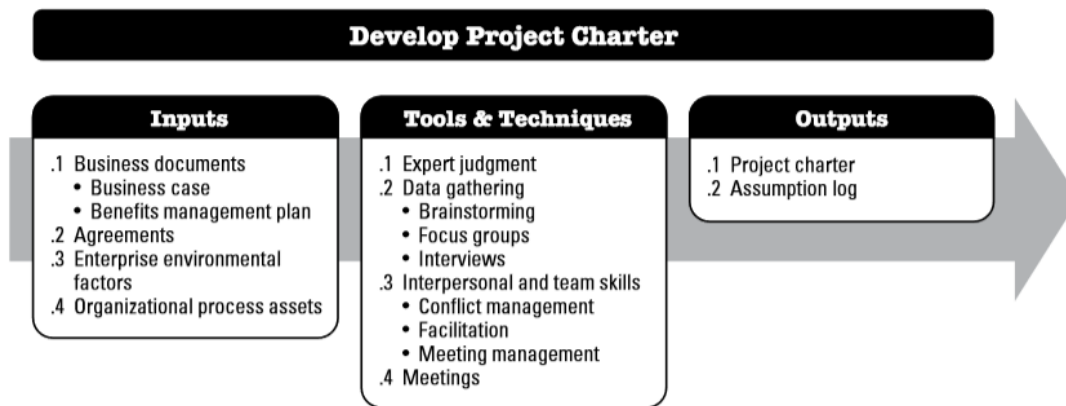 Develop Project Charter
Inputs
.1 Business documents
• Business case
• Benefits management plan
.2 Agreements
.3 Enterprise environmental
factors
.4 Organizational process assets
Tools & Techniques
.1 Expert judgment
.2 Data gathering
• Brainstorming
• Focus groups
• Interviews
.3 Interpersonal and team skills
• Conflict management
• Facilitation
• Meeting management
.4 Meetings
Outputs
.1 Project charter
.2 Assumption log